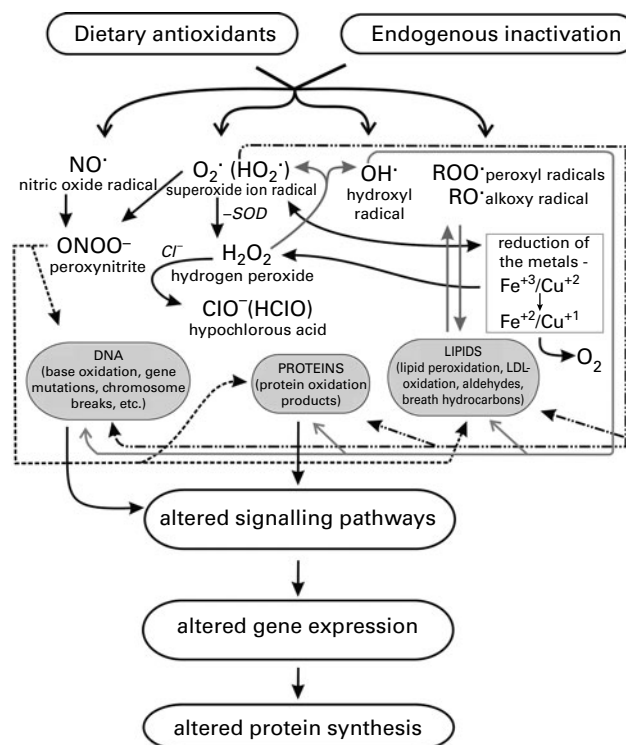 Dietary antioxidants
Endogenous inactivation
NO·
nitric oxide radical
O₂· (HO₂·)
superoxide ion radical
OH·
hydroxyl
radical
ROO· peroxyl radicals
RO· alkoxy radical
–SOD
ONOO⁻
peroxynitrite
Cl⁻
H₂O₂
hydrogen peroxide
reduction of
the metals -
Fe⁺³/Cu⁺²
Fe⁺²/Cu⁺¹
ClO⁻(HClO)
hypochlorous acid
O₂
DNA
(base oxidation, gene
mutations, chromosome
breaks, etc.)
PROTEINS
(protein oxidation
products)
LIPIDS
(lipid peroxidation, LDL-
oxidation, aldehydes,
breath hydrocarbons)
altered signalling pathways
altered gene expression
altered protein synthesis